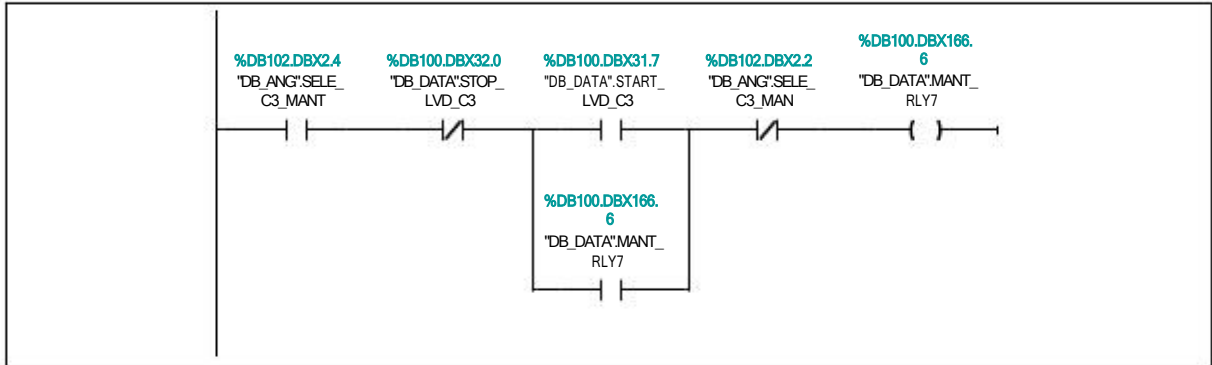 %DB102.DBX2.4
"DB_ANG".SELE_
C3_MANT
%DB100.DBX32.0
"DB_DATA".STOP_
LVD_C3
%DB100.DBX31.7
"DB_DATA".START_
LVD_C3
%DB102.DBX2.2
"DB_ANG".SELE_
C3_MAN
%DB100.DBX166.
6
"DB_DATA".MANT_
RLY7
%DB100.DBX166.
6
"DB_DATA".MANT_
RLY7